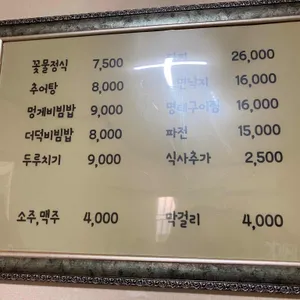 꽃물정식 7,500
추어탕 8,000
멍게비빔밥 9,000
더덕비빔밥 8,000
두루치기 9,000
소주,맥주 4,000
26,000
16,000
16,000
파전 15,000
식사추가 2,500
막걸리 4,000